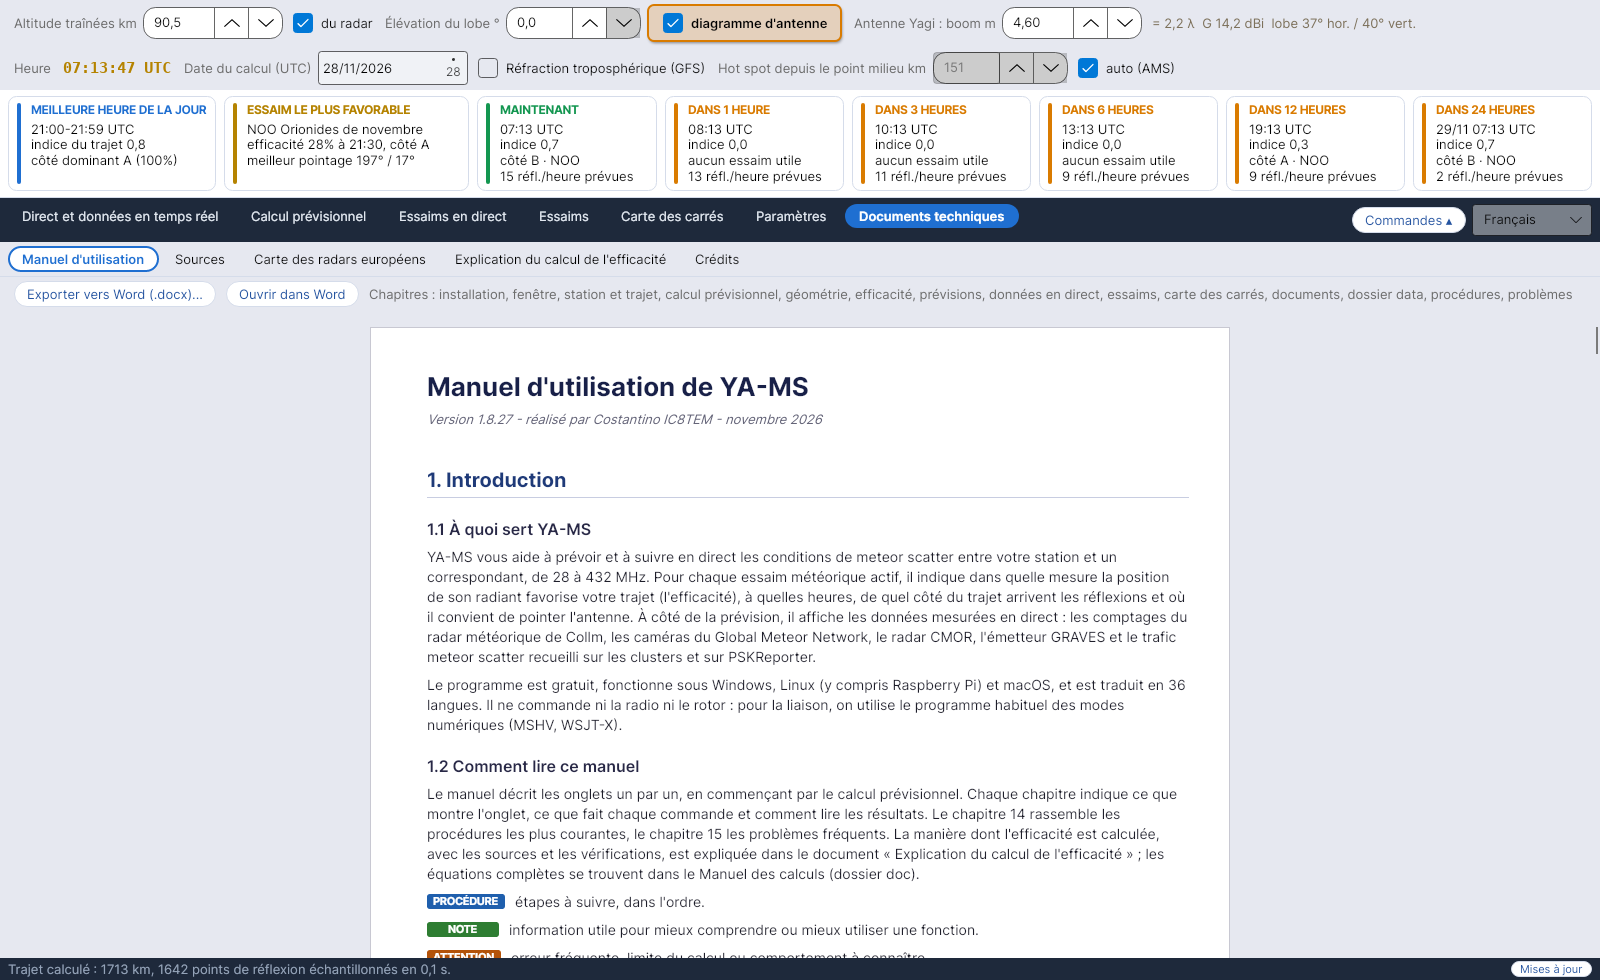 Altitude traînées km 90,5 du radar Élévation du lobe ° 0,0 diagramme d'antenne Antenne Yagi : boom m 4,60 = 2,2 λ G 14,2 dBi lobe 37° hor. / 40° vert.
Heure 07:13:47 UTC Date du calcul (UTC) 28/11/2026 28 Réfraction troposphérique (GFS) Hot spot depuis le point milieu km 151 auto (AMS)
MEILLEURE HEURE DE LA JOUR
21:00-21:59 UTC
indice du trajet 0,8
côté dominant A (100%)
ESSAIM LE PLUS FAVORABLE
NOO Orionides de novembre
efficacité 28% à 21:30, côté A
meilleur pointage 197° / 17°
MAINTENANT
07:13 UTC
indice 0,7
côté B · NOO
15 réfl./heure prévues
DANS 1 HEURE
08:13 UTC
indice 0,0
aucun essaim utile
13 réfl./heure prévues
DANS 3 HEURES
10:13 UTC
indice 0,0
aucun essaim utile
11 réfl./heure prévues
DANS 6 HEURES
13:13 UTC
indice 0,0
aucun essaim utile
9 réfl./heure prévues
DANS 12 HEURES
19:13 UTC
indice 0,3
côté A · NOO
9 réfl./heure prévues
DANS 24 HEURES
29/11 07:13 UTC
indice 0,7
côté B · NOO
2 réfl./heure prévues
Direct et données en temps réel Calcul prévisionnel Essaims en direct Essaims Carte des carrés Paramètres Documents techniques Commandes ▴ Français
Manuel d'utilisation Sources Carte des radars européens Explication du calcul de l'efficacité Crédits
Exporter vers Word (.docx)... Ouvrir dans Word Chapitres : installation, fenêtre, station et trajet, calcul prévisionnel, géométrie, efficacité, prévisions, données en direct, essaims, carte des carrés, documents, dossier data, procédures, problèmes
Manuel d'utilisation de YA-MS
Version 1.8.27 - réalisé par Costantino IC8TEM - novembre 2026
1. Introduction
1.1 À quoi sert YA-MS
YA-MS vous aide à prévoir et à suivre en direct les conditions de meteor scatter entre votre station et un
correspondant, de 28 à 432 MHz. Pour chaque essaim météorique actif, il indique dans quelle mesure la position
de son radiant favorise votre trajet (l'efficacité), à quelles heures, de quel côté du trajet arrivent les réflexions et où
il convient de pointer l'antenne. À côté de la prévision, il affiche les données mesurées en direct : les comptages du
radar météorique de Collm, les caméras du Global Meteor Network, le radar CMOR, l'émetteur GRAVES et le trafic
meteor scatter recueilli sur les clusters et sur PSKReporter.
Le programme est gratuit, fonctionne sous Windows, Linux (y compris Raspberry Pi) et macOS, et est traduit en 36
langues. Il ne commande ni la radio ni le rotor : pour la liaison, on utilise le programme habituel des modes
numériques (MSHV, WSJT-X).
1.2 Comment lire ce manuel
Le manuel décrit les onglets un par un, en commençant par le calcul prévisionnel. Chaque chapitre indique ce que
montre l'onglet, ce que fait chaque commande et comment lire les résultats. Le chapitre 14 rassemble les
procédures les plus courantes, le chapitre 15 les problèmes fréquents. La manière dont l'efficacité est calculée,
avec les sources et les vérifications, est expliquée dans le document « Explication du calcul de l'efficacité » ; les
équations complètes se trouvent dans le Manuel des calculs (dossier doc).
PROCÉDURE étapes à suivre, dans l'ordre.
NOTE information utile pour mieux comprendre ou mieux utiliser une fonction.
ATTENTION erreur fréquente, limite du calcul ou comportement à connaître.
Trajet calculé : 1713 km, 1642 points de réflexion échantillonnés en 0,1 s. Mises à jour